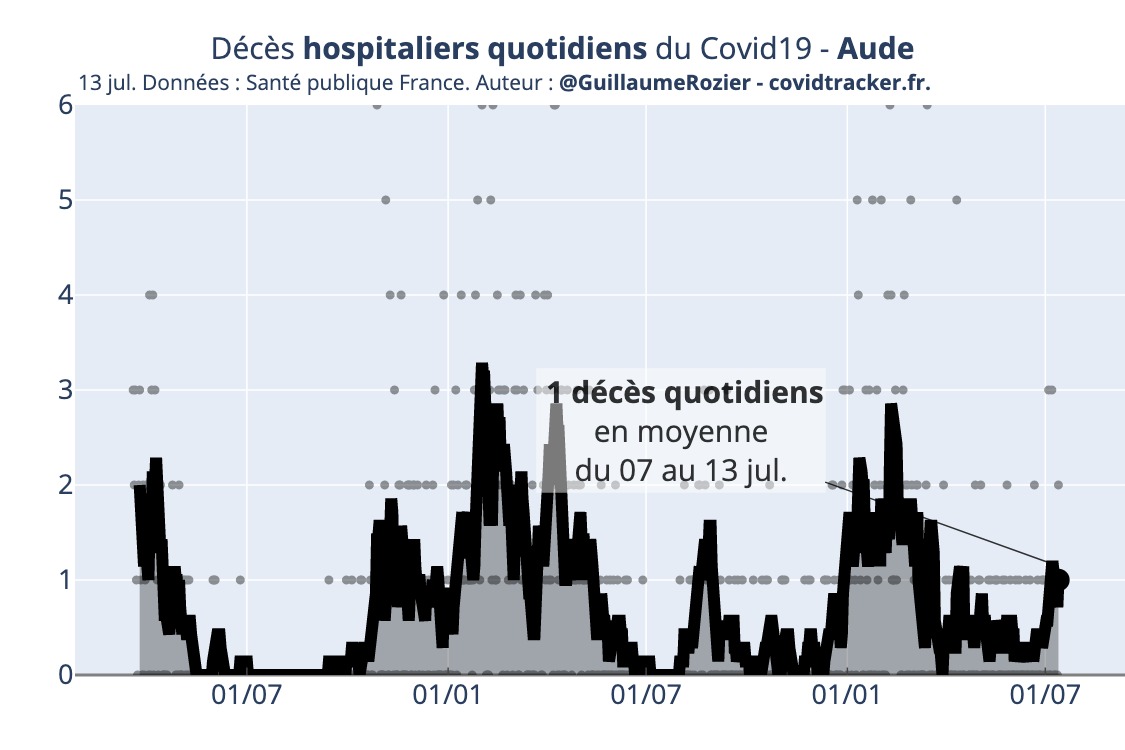 Décès hospitaliers quotidiens du Covid19 - Aude
13 jul. Données : Santé publique France. Auteur : @GuillaumeRozier - covidtracker.fr.
6
5
4
3
2
1
0
1 décès quotidiens
en moyenne
du 07 au 13 jul.
01/07 01/01 01/07 01/01 01/07